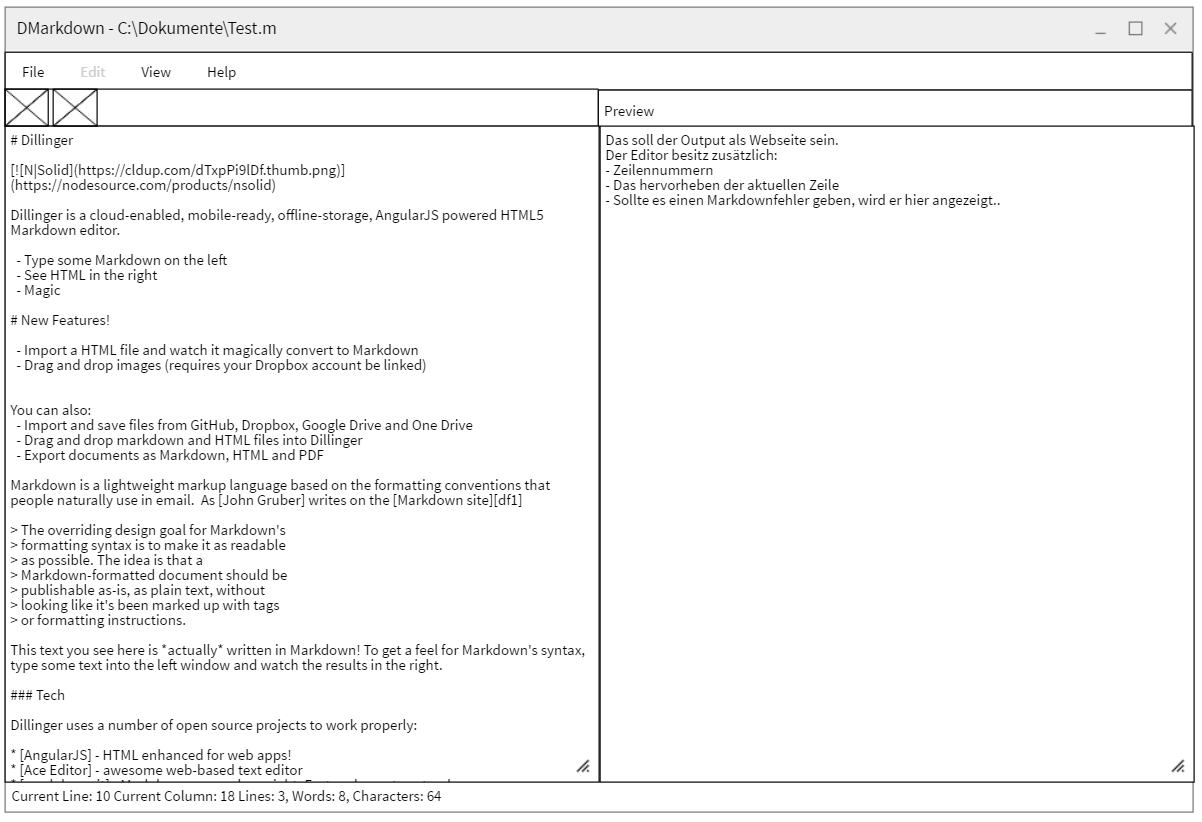 DMarkdown - C:\Dokumente\Test.m
File Edit View Help
Preview
# Dillinger
[![N|Solid](https://cldup.com/dTxpPi9lDf.thumb.png)]
(https://nodesource.com/products/nsolid)
Dillinger is a cloud-enabled, mobile-ready, offline-storage, AngularJS powered HTML5
Markdown editor.
- Type some Markdown on the left
- See HTML in the right
- Magic
# New Features!
- Import a HTML file and watch it magically convert to Markdown
- Drag and drop images (requires your Dropbox account be linked)
You can also:
- Import and save files from GitHub, Dropbox, Google Drive and One Drive
- Drag and drop markdown and HTML files into Dillinger
- Export documents as Markdown, HTML and PDF
Markdown is a lightweight markup language based on the formatting conventions that
people naturally use in email.  As [John Gruber] writes on the [Markdown site][df1]
> The overriding design goal for Markdown's
> formatting syntax is to make it as readable
> as possible. The idea is that a
> Markdown-formatted document should be
> publishable as-is, as plain text, without
> looking like it's been marked up with tags
> or formatting instructions.
This text you see here is *actually* written in Markdown! To get a feel for Markdown's syntax,
type some text into the left window and watch the results in the right.
### Tech
Dillinger uses a number of open source projects to work properly:
* [AngularJS] - HTML enhanced for web apps!
* [Ace Editor] - awesome web-based text editor
Das soll der Output als Webseite sein.
Der Editor besitz zusätzlich:
- Zeilennummern
- Das hervorheben der aktuellen Zeile
- Sollte es einen Markdownfehler geben, wird er hier angezeigt..
Current Line: 10 Current Column: 18 Lines: 3, Words: 8, Characters: 64